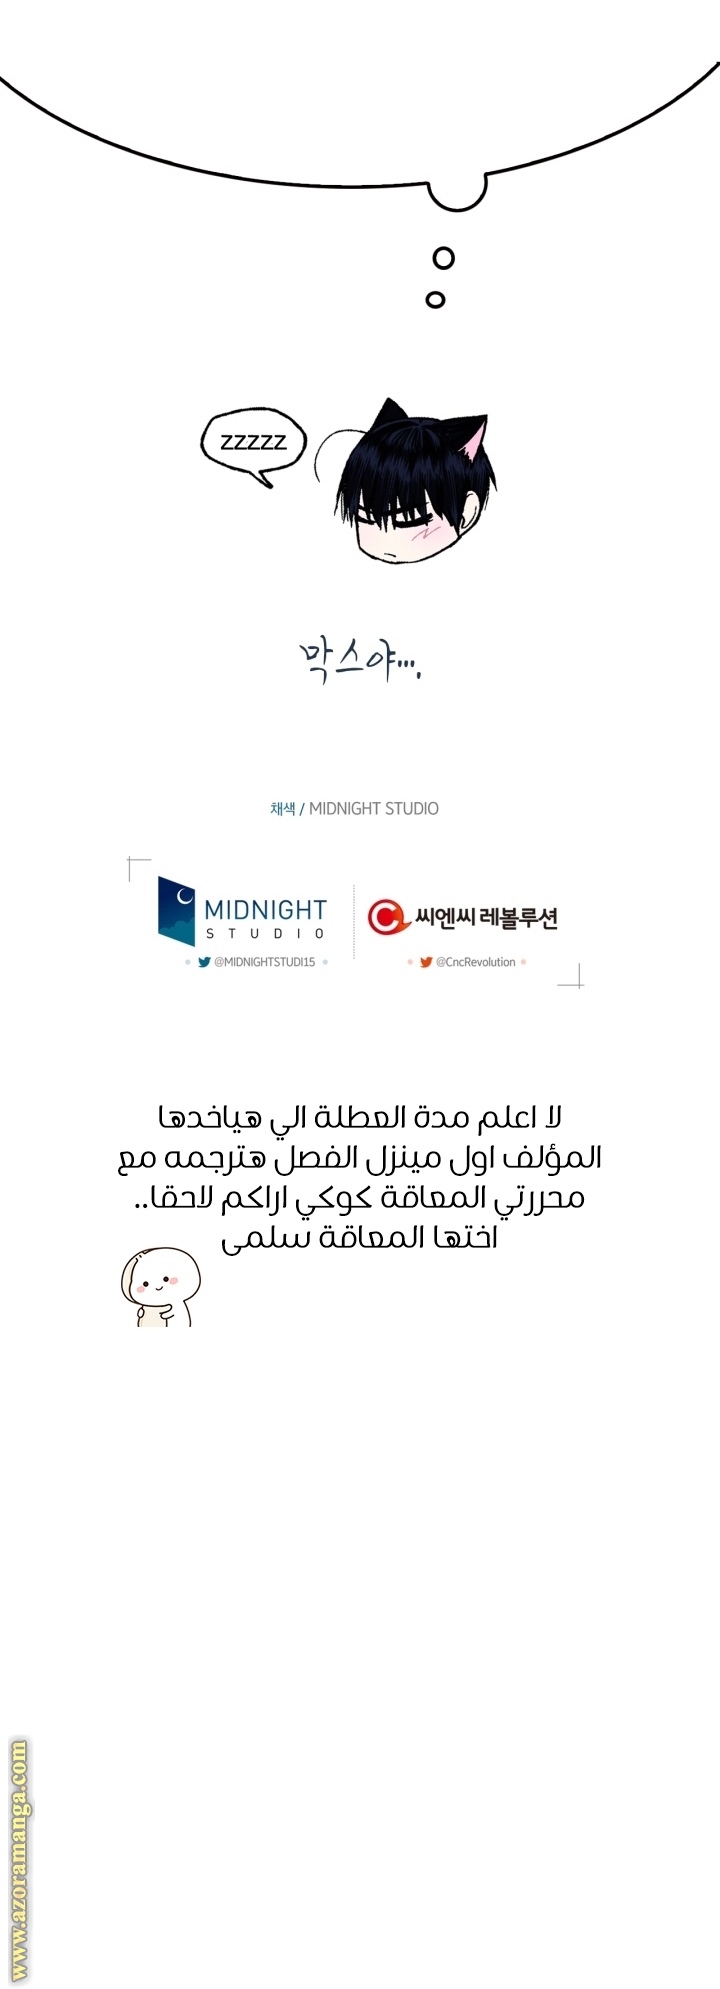 zzzzz
막스야....
채색 / MIDNIGHT STUDIO
MIDNIGHT
STUDIO
@MIDNIGHTSTUDI15
씨엔씨 레볼루션
@CncRevolution
لا اعلم مدة العطلة الي هياخدها
المؤلف اول مينزل الفصل هترجمه مع
محررتي المعاقة كوكي اراكم لاحقا..
اختها المعاقة سلمى
www.azoramanga.com